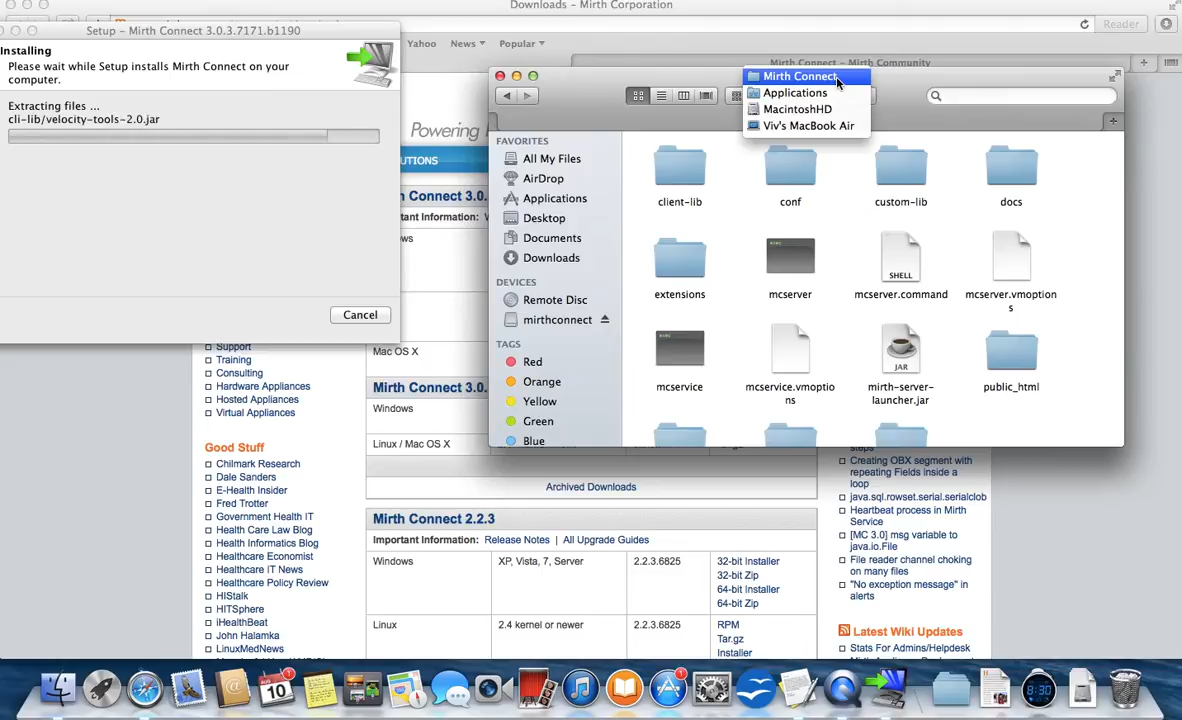 Downloads - Mirth Corporation
Reader
Yahoo
News
Popular
Mirth Connect - Mirth Community
Setup - Mirth Connect 3.0.3.7171.b1190
Installing
Please wait while Setup installs Mirth Connect on your
computer.
Extracting files ...
cli-lib/velocity-tools-2.0.jar
Cancel
Mirth Connect
Applications
MacintoshHD
Viv's MacBook Air
FAVORITES
All My Files
AirDrop
Applications
Desktop
Documents
Downloads
DEVICES
Remote Disc
mirthconnect
TAGS
Red
Orange
Yellow
Green
Blue
client-lib
conf
custom-lib
docs
extensions
mcserver
SHELL
mcserver.command
mcserver.vmoption
s
mcservice
mcservice.vmoptio
ns
JAR
mirth-server-
launcher.jar
public_html
Powering
UTIONS
Mac OS X
Windows
Linux / Mac OS X
Archived Downloads
Mirth Connect 2.2.3
Important Information: Release Notes | All Upgrade Guides
Windows
XP, Vista, 7, Server
2.2.3.6825
32-bit Installer
32-bit Zip
64-bit Installer
64-bit Zip
Linux
2.4 kernel or newer
2.2.3.6825
RPM
Tar.gz
Installer
Support
Training
Consulting
Hardware Appliances
Hosted Appliances
Virtual Appliances
Good Stuff
Chilmark Research
Dale Sanders
E-Health Insider
Fred Trotter
Government Health IT
Health Care Law Blog
Health Informatics Blog
Healthcare Economist
Healthcare IT News
Healthcare Policy Review
HIStalk
HITSphere
iHealthBeat
John Halamka
LinuxMedNews
steps
Creating OBX segment with
repeating Fields inside a
loop
java.sql.rowset.serial.serialclob
Heartbeat process in Mirth
Service
[MC 3.0] msg variable to
java.io.File
File reader channel choking
on many files
"No exception message" in
alerts
Latest Wiki Updates
Stats For Admins/Helpdesk
AUG
10
1
1
8:30